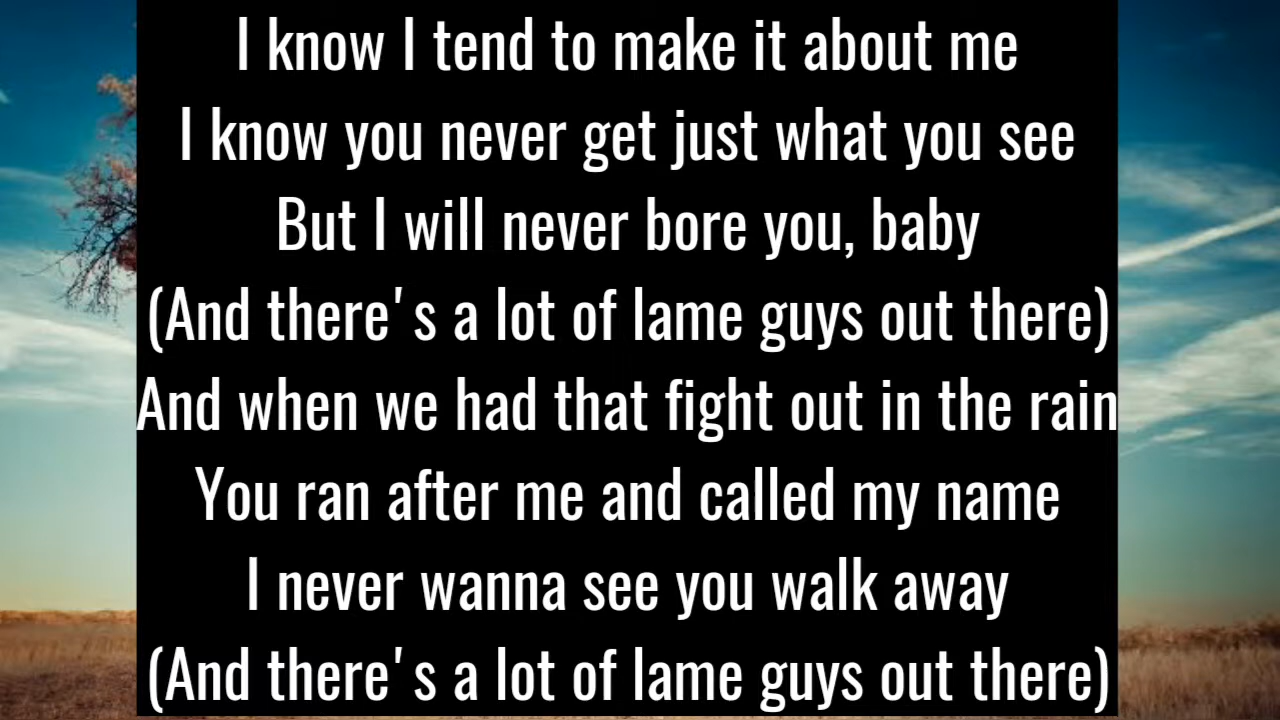 I know I tend to make it about me
I know you never get just what you see
But I will never bore you, baby
(And there's a lot of lame guys out there)
And when we had that fight out in the rain
You ran after me and called my name
I never wanna see you walk away
(And there's a lot of lame guys out there)